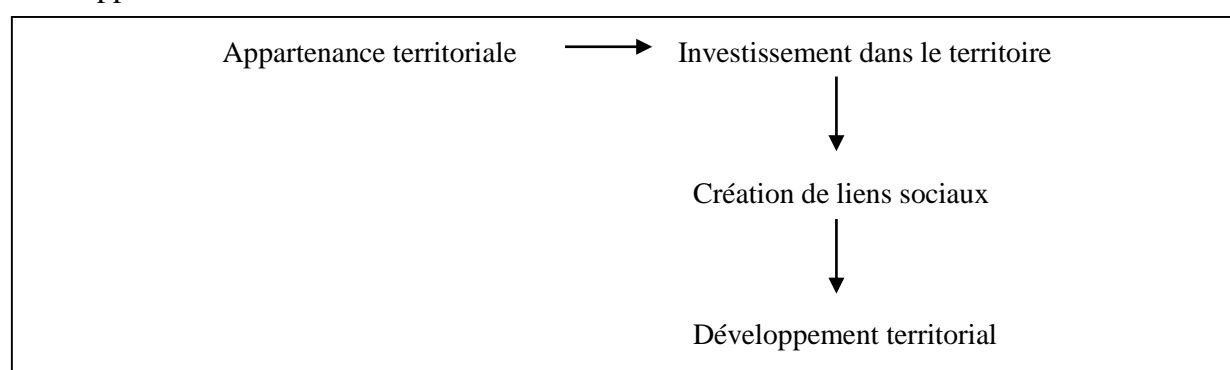 Appartenance territoriale Investissement dans le territoire
Création de liens sociaux
Développement territorial